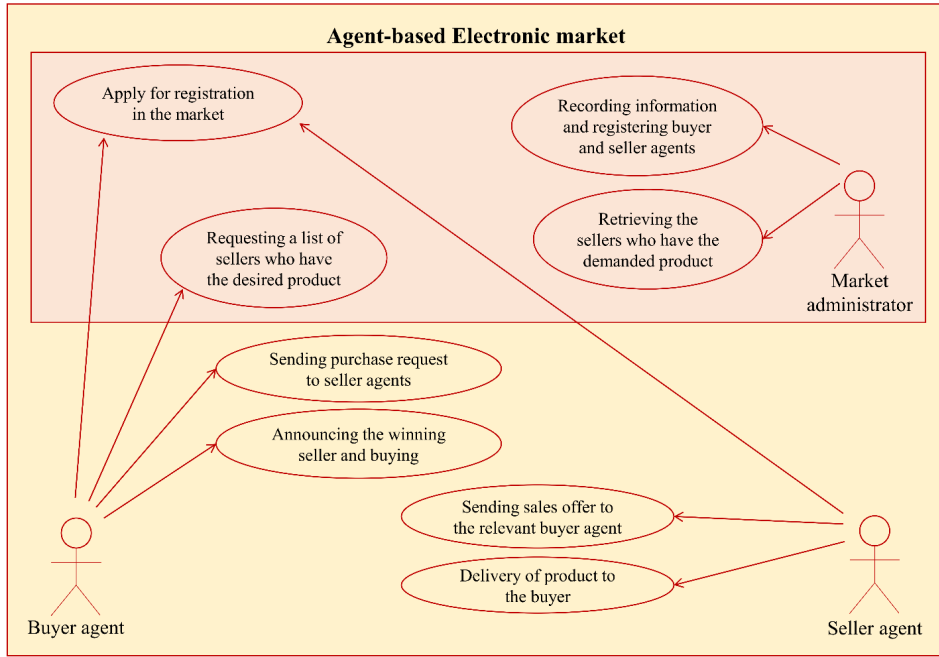 Agent-based Electronic market
Apply for registration
in the market
Recording information
and registering buyer
and seller agents
Requesting a list of
sellers who have
the desired product
Retrieving the
sellers who have the
demanded product
Market
administrator
Sending purchase request
to seller agents
Announcing the winning
seller and buying
Sending sales offer to
the relevant buyer agent
Delivery of product to
the buyer
Buyer agent
Seller agent